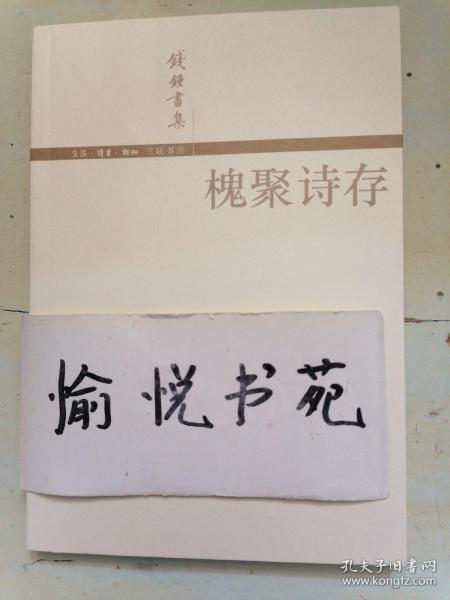 錢鍾書集
生活·讀書·新知 三联书店
槐聚诗存
愉悦书苑
孔夫子旧书网
www.kongfz.com